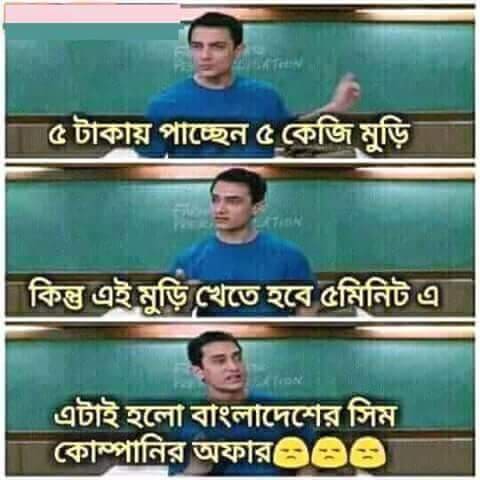 ৫ টাকায় পাচ্ছেন ৫ কেজি মুড়ি
কিন্তু এই মুড়ি খেতে হবে ৫মিনিট এ
এটাই হলো বাংলাদেশের সিম
কোম্পানির অফার😔😔😔